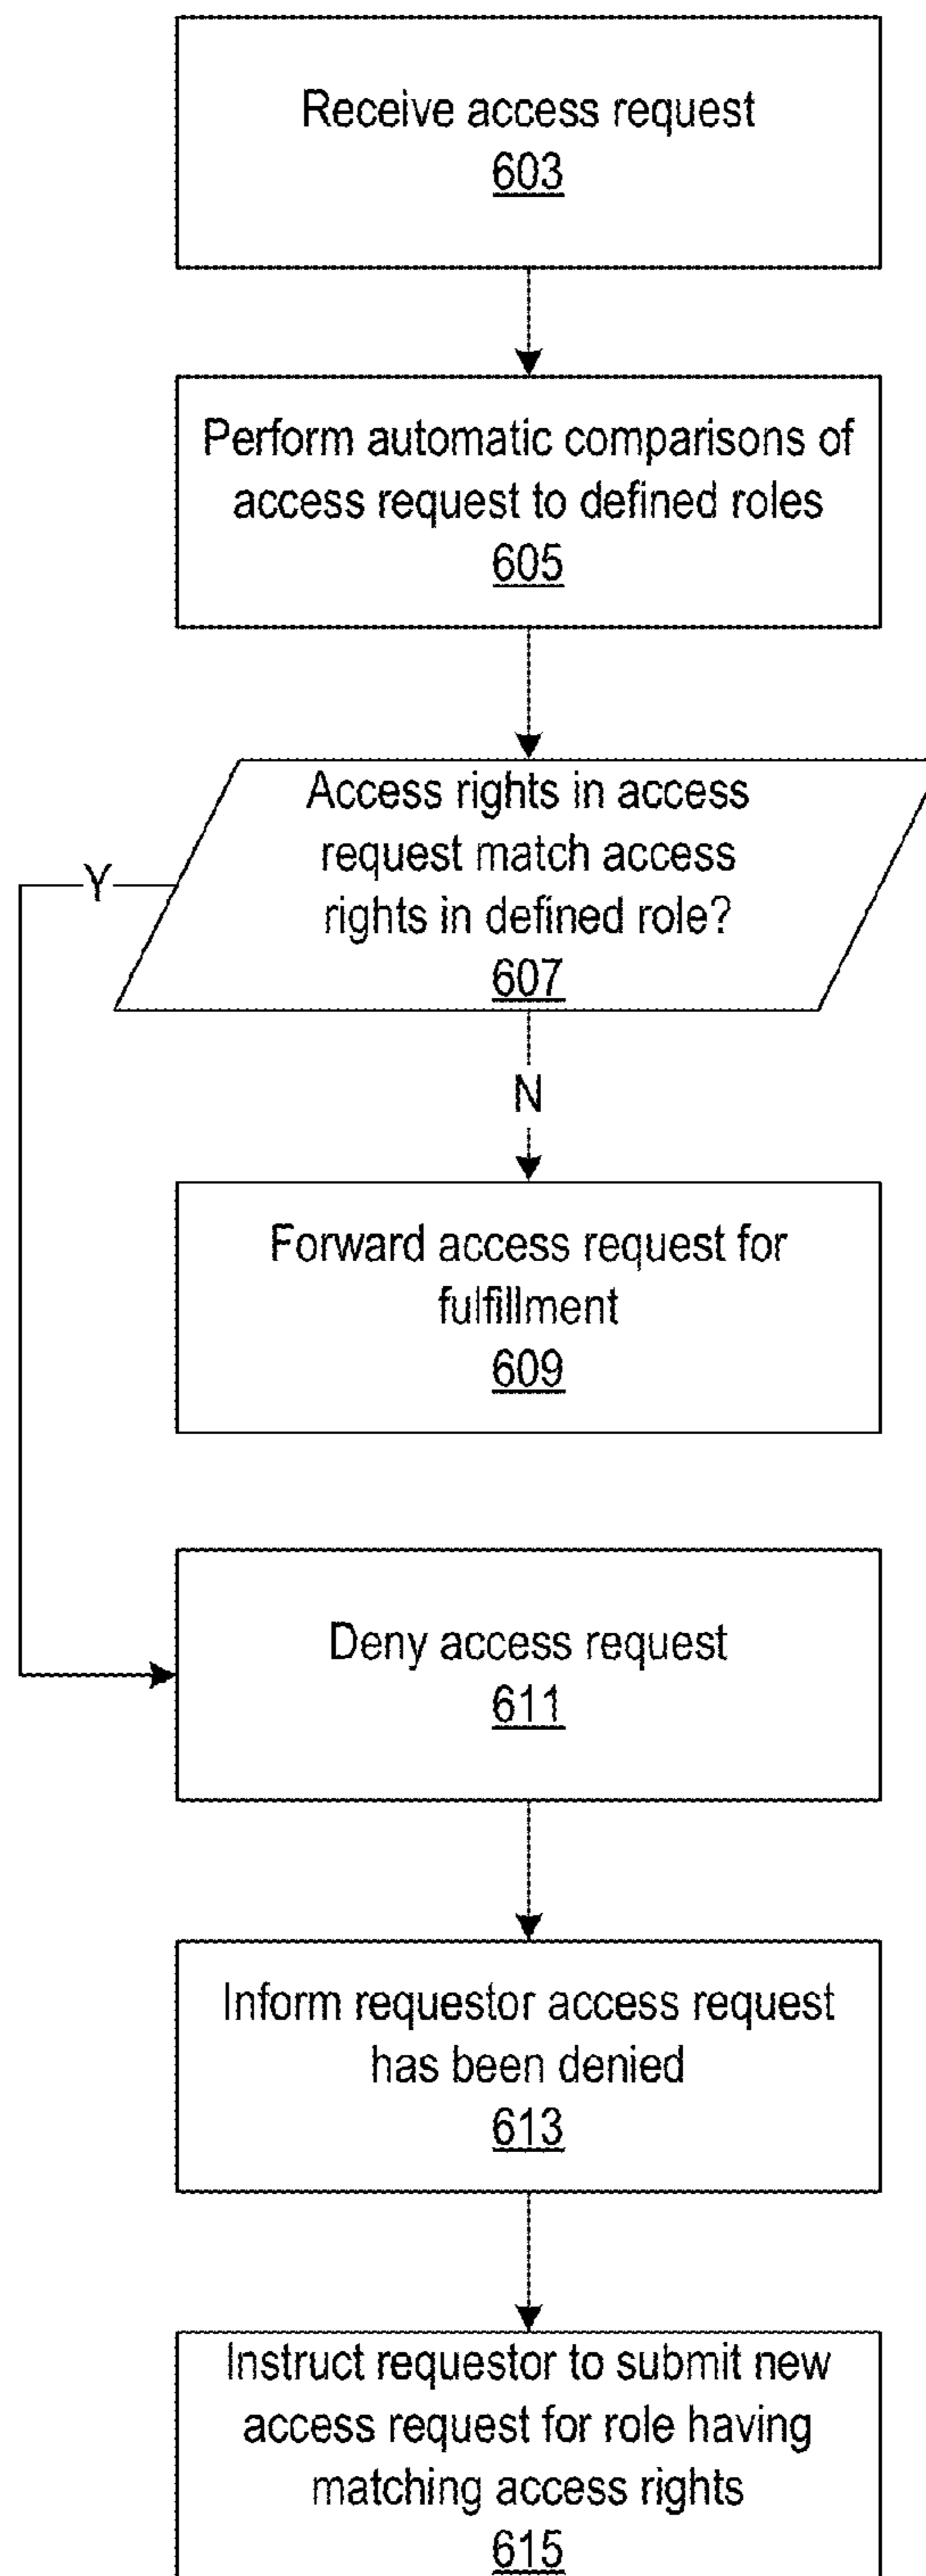 Receive access request
603
Perform automatic comparisons of
access request to defined roles
605
Access rights in access
request match access
rights in defined role?
607
Y
N
Forward access request for
fulfillment
609
Deny access request
611
Inform requestor access request
has been denied
613
Instruct requestor to submit new
access request for role having
matching access rights
615